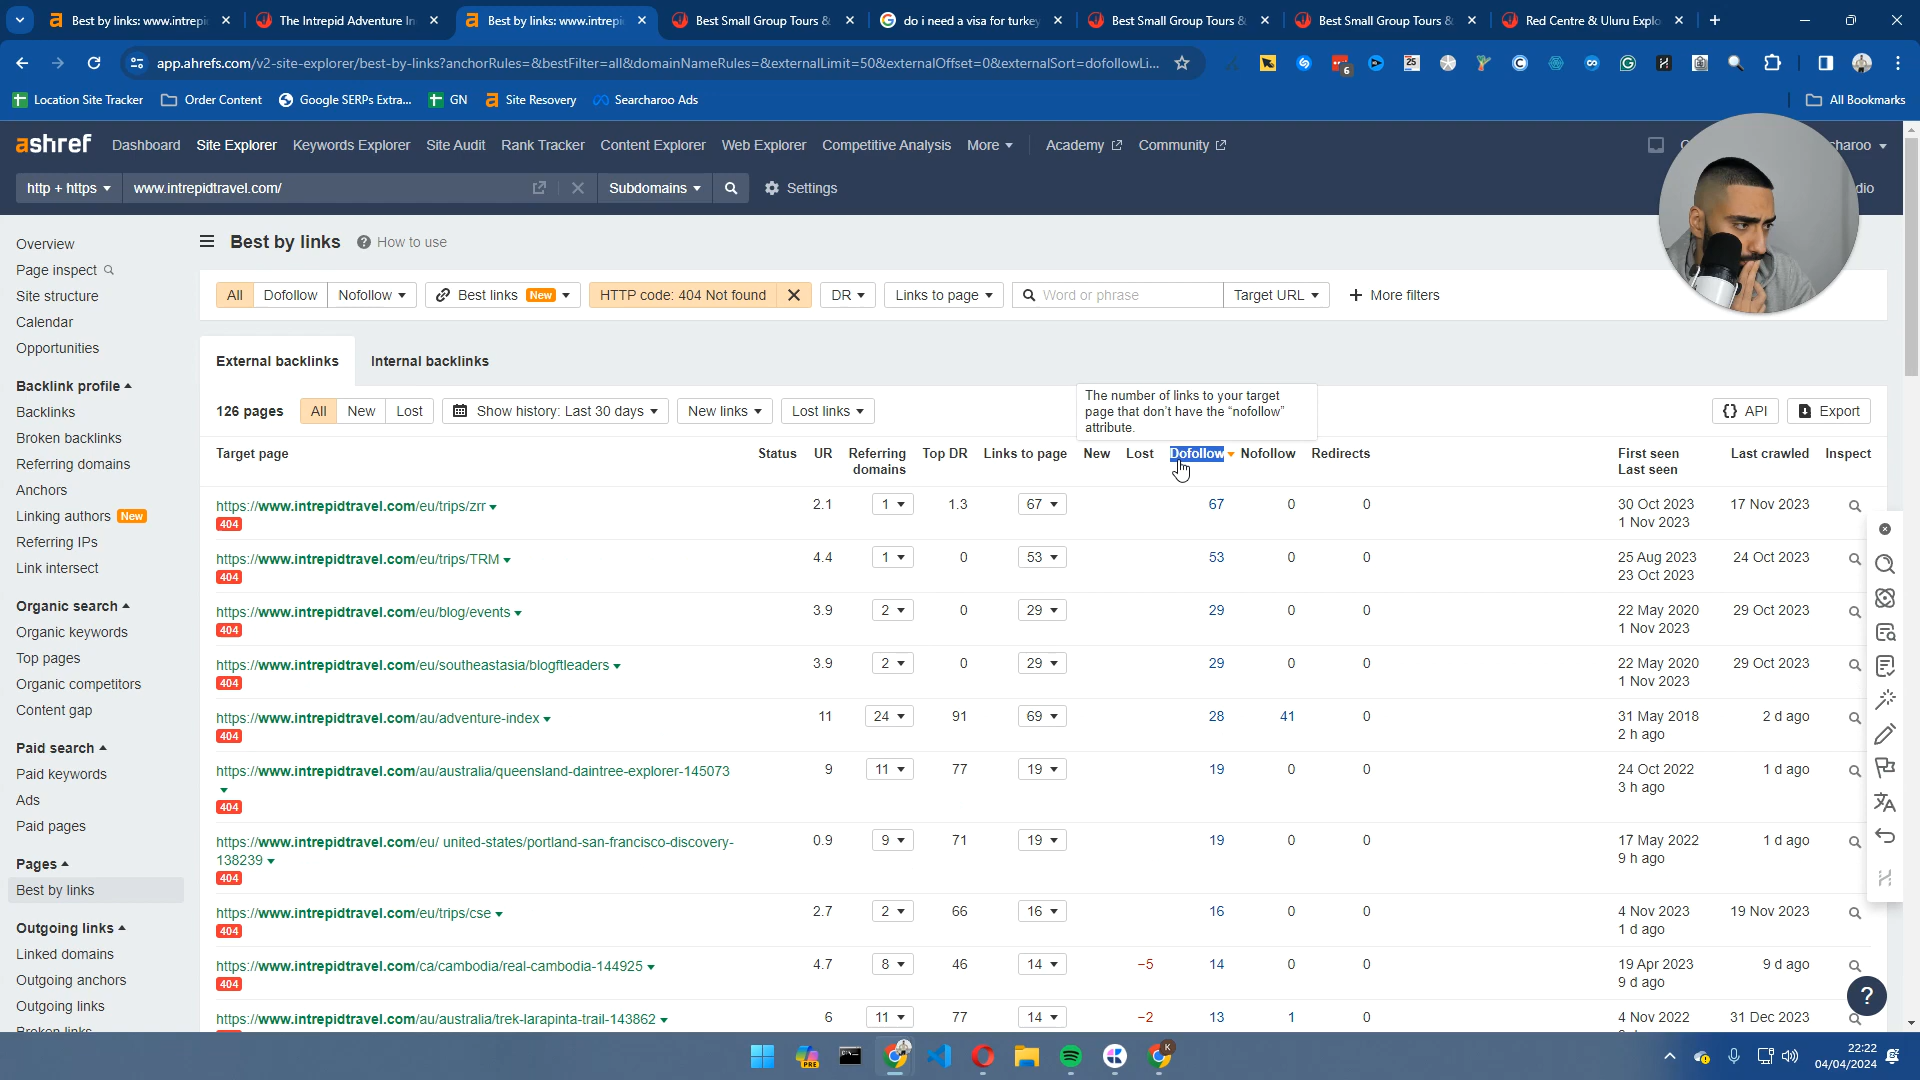 Best by links: www.intrepi
The Intrepid Adventure In
Best by links: www.intrepi
Best Small Group Tours &
do i need a visa for turkey
Best Small Group Tours &
Best Small Group Tours &
Red Centre & Uluru Explo
app.ahrefs.com/v2-site-explorer/best-by-links?anchorRules=&bestFilter=all&domainNameRules=&externalLimit=50&externalOffset=0&externalSort=dofollowLi...
Location Site Tracker
Order Content
Google SERPs Extra...
GN
Site Recovery
Searcharoo Ads
All Bookmarks
ashref
Dashboard
Site Explorer
Keywords Explorer
Site Audit
Rank Tracker
Content Explorer
Web Explorer
Competitive Analysis
More
Academy
Community
charoo
http + https
www.intrepidtravel.com/
Subdomains
Settings
dio
Overview
Page inspect
Site structure
Calendar
Opportunities
Backlink profile
Backlinks
Broken backlinks
Referring domains
Anchors
Linking authors New
Referring IPs
Link intersect
Organic search
Organic keywords
Top pages
Organic competitors
Content gap
Paid search
Paid keywords
Ads
Paid pages
Pages
Best by links
Outgoing links
Linked domains
Outgoing anchors
Outgoing links
Broken links
Best by links
? How to use
All
Dofollow
Nofollow
Best links New
HTTP code: 404 Not found
DR
Links to page
Word or phrase
Target URL
+ More filters
External backlinks
Internal backlinks
The number of links to your target
page that don't have the "nofollow"
attribute.
126 pages
All
New
Lost
Show history: Last 30 days
New links
Lost links
{} API
Export
Target page Status UR Referring domains Top DR Links to page New Lost Dofollow Nofollow Redirects First seen Last seen Last crawled Inspect
https://www.intrepidtravel.com/eu/trips/zrr 2.1 1 1.3 67 67 0 0 30 Oct 2023 17 Nov 2023
404 1 Nov 2023
https://www.intrepidtravel.com/eu/trips/TRM 4.4 1 0 53 53 0 0 25 Aug 2023 24 Oct 2023
404 23 Oct 2023
https://www.intrepidtravel.com/eu/blog/events 3.9 2 0 29 29 0 0 22 May 2020 29 Oct 2023
404 1 Nov 2023
https://www.intrepidtravel.com/eu/southeastasia/blogftleaders 3.9 2 0 29 29 0 0 22 May 2020 29 Oct 2023
404 1 Nov 2023
https://www.intrepidtravel.com/au/adventure-index 11 24 91 69 28 41 0 31 May 2018 2 d ago
404 2 h ago
https://www.intrepidtravel.com/au/australia/queensland-daintree-explorer-145073 9 11 77 19 19 0 0 24 Oct 2022 1 d ago
404 3 h ago
https://www.intrepidtravel.com/eu/ united-states/portland-san-francisco-discovery- 0.9 9 71 19 19 0 0 17 May 2022 1 d ago
138239 9 h ago
404
https://www.intrepidtravel.com/eu/trips/cse 2.7 2 66 16 16 0 0 4 Nov 2023 19 Nov 2023
404 1 d ago
https://www.intrepidtravel.com/ca/cambodia/real-cambodia-144925 4.7 8 46 14 −5 14 0 0 19 Apr 2023 9 d ago
404 9 d ago
https://www.intrepidtravel.com/au/australia/trek-larapinta-trail-143862 6 11 77 14 −2 13 1 0 4 Nov 2022 31 Dec 2023
?
22:22
04/04/2024